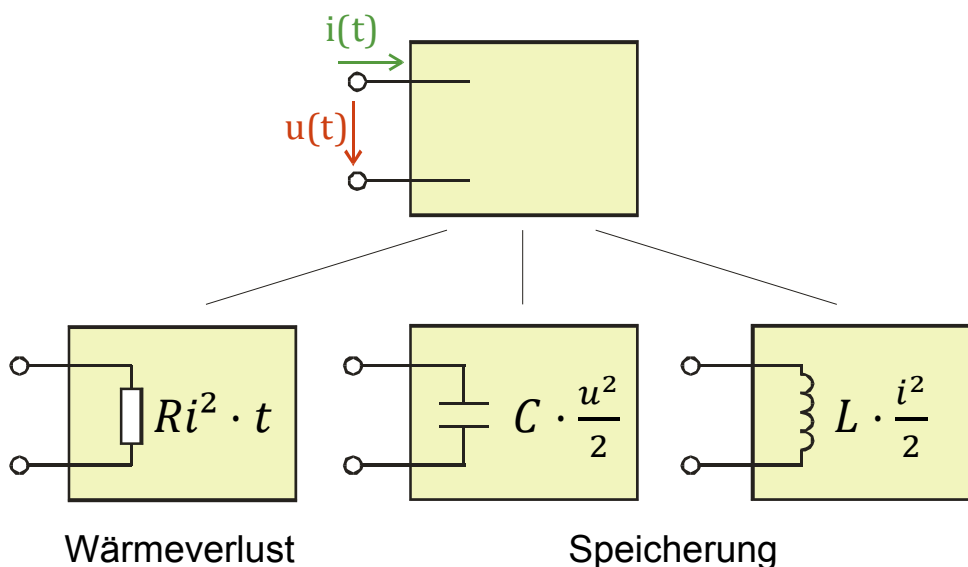 i(t)
u(t)
Ri² · t
C · u²/2
L · i²/2
Wärmeverlust
Speicherung